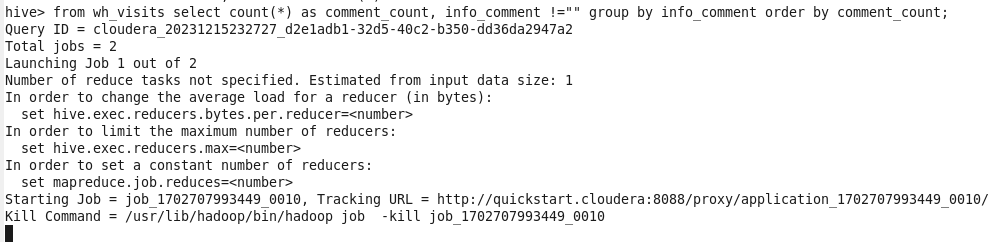 hive> from wh_visits select count(*) as comment_count, info_comment !="" group by info_comment order by comment_count;
Query ID = cloudera_20231215232727_d2e1adb1-32d5-40c2-b350-dd36da2947a2
Total jobs = 2
Launching Job 1 out of 2
Number of reduce tasks not specified. Estimated from input data size: 1
In order to change the average load for a reducer (in bytes):
  set hive.exec.reducers.bytes.per.reducer=<number>
In order to limit the maximum number of reducers:
  set hive.exec.reducers.max=<number>
In order to set a constant number of reducers:
  set mapreduce.job.reduces=<number>
Starting Job = job_1702707993449_0010, Tracking URL = http://quickstart.cloudera:8088/proxy/application_1702707993449_0010/
Kill Command = /usr/lib/hadoop/bin/hadoop job  -kill job_1702707993449_0010